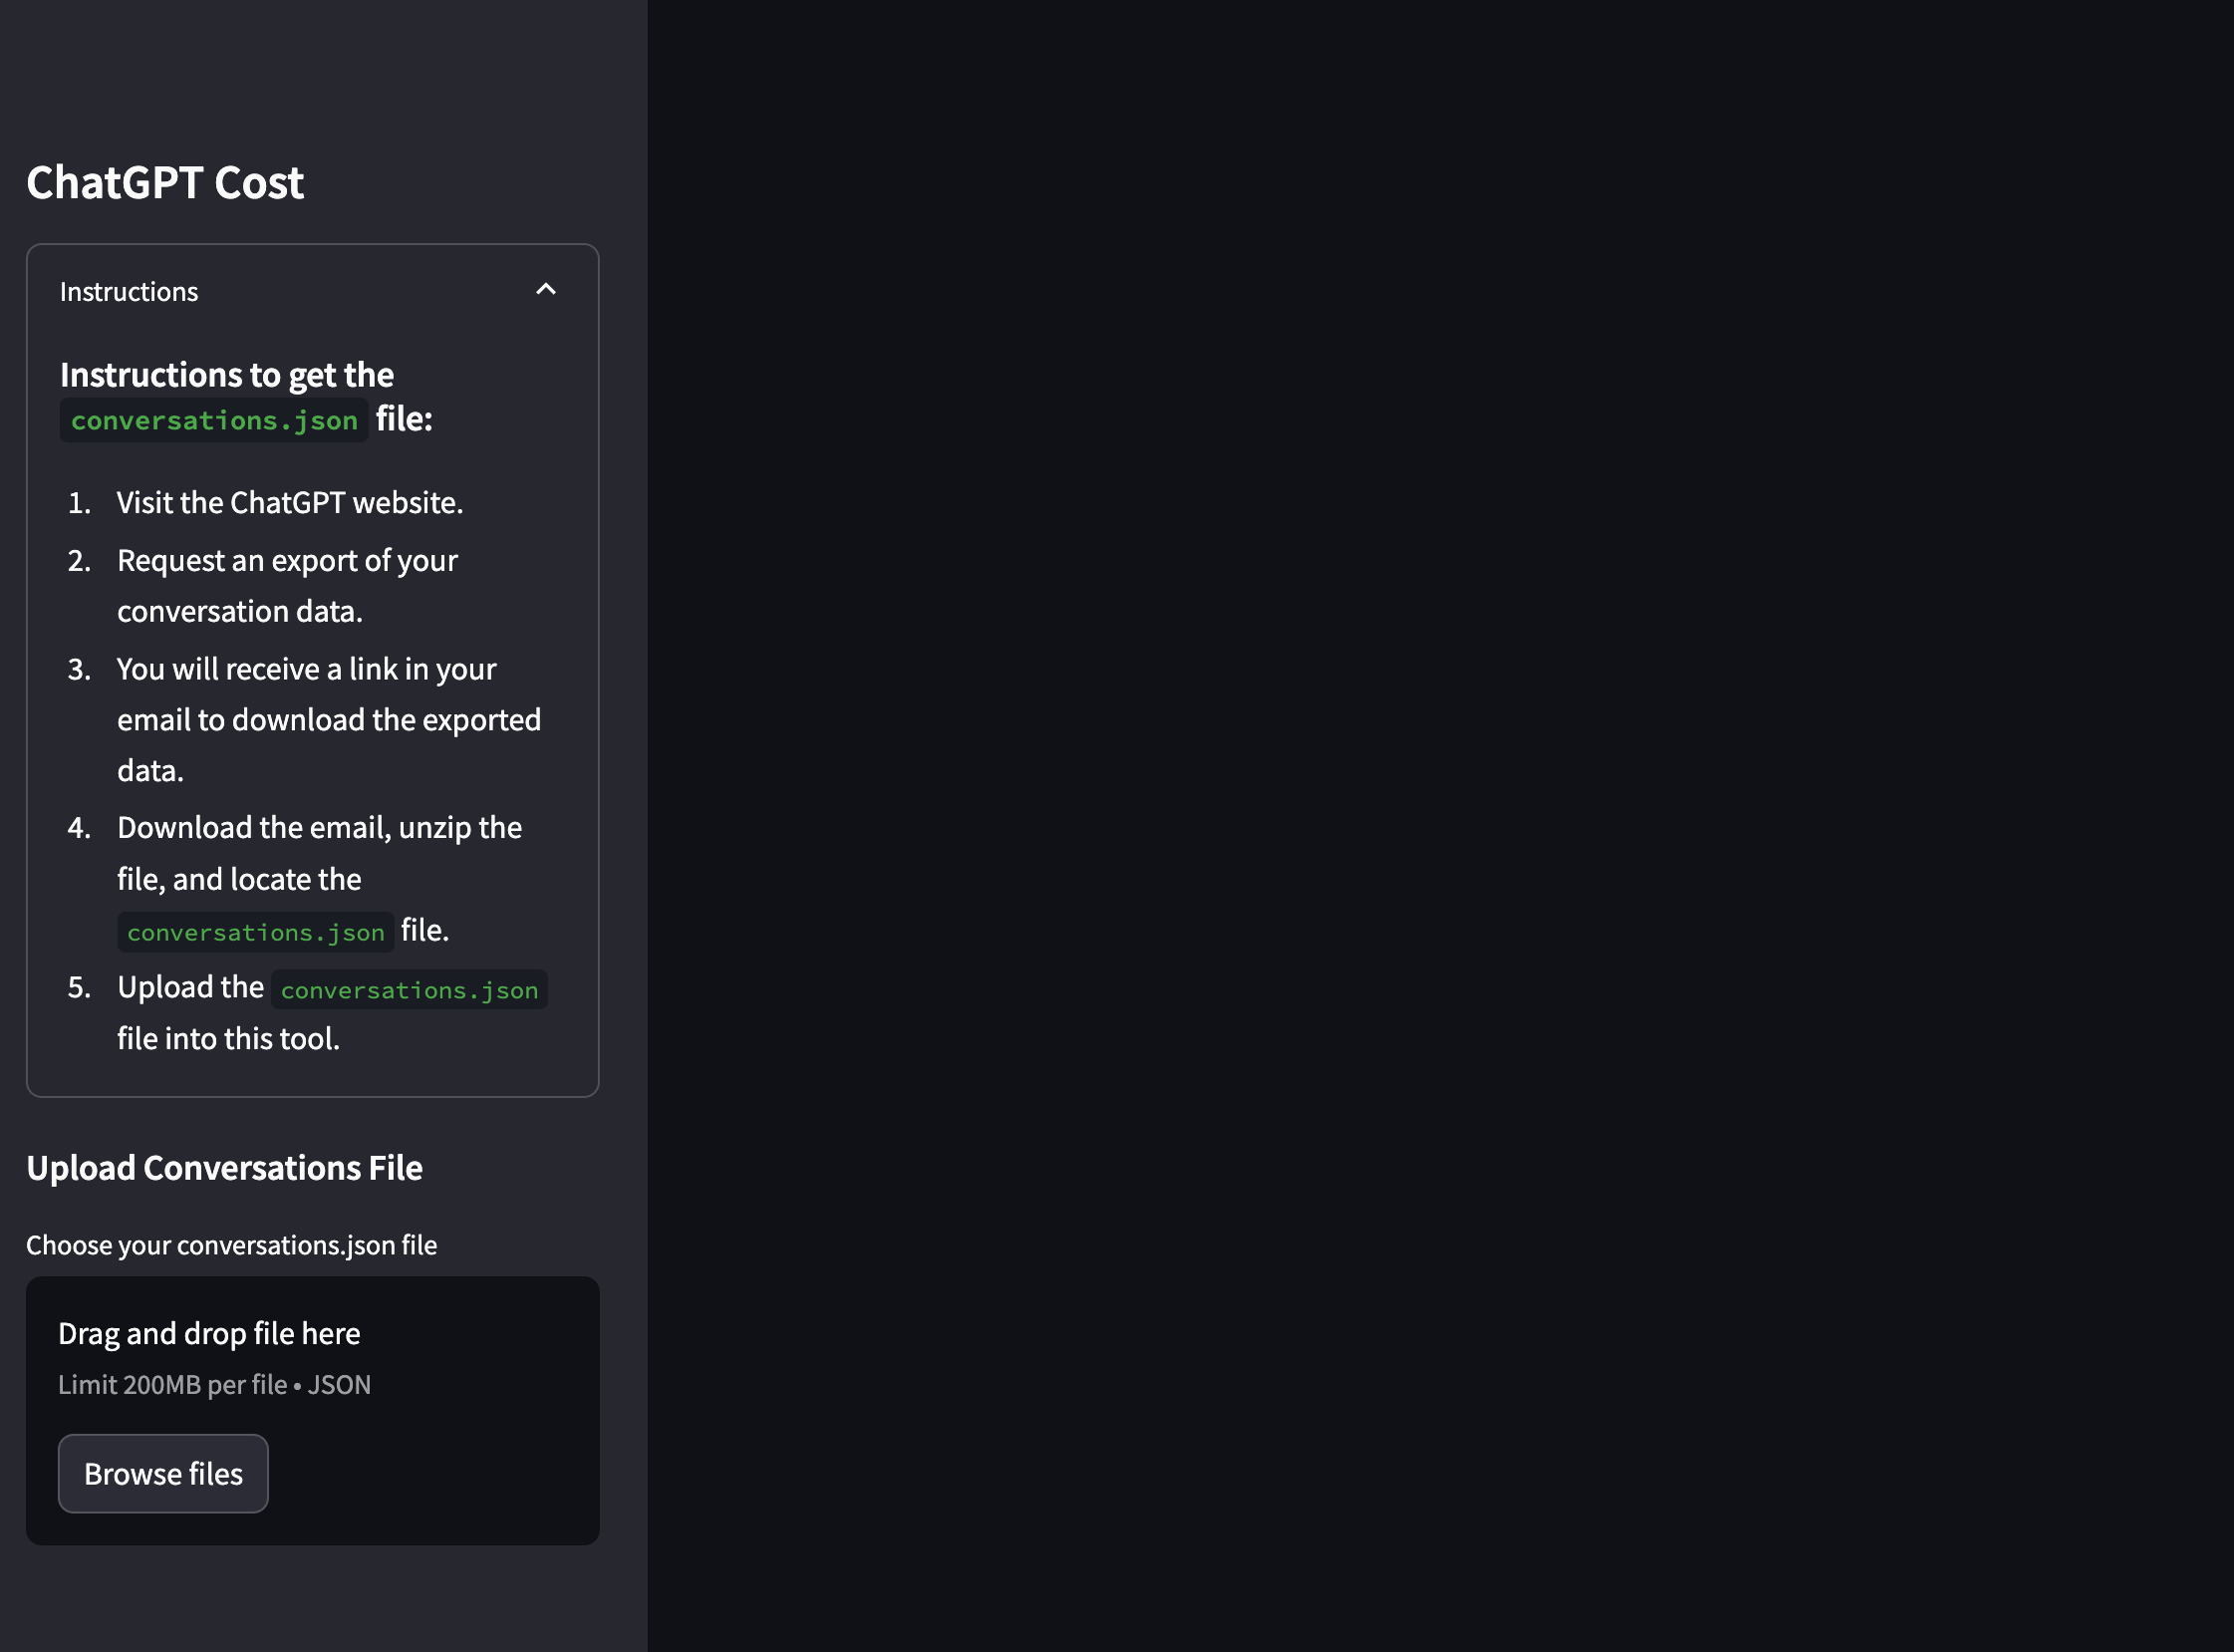 ChatGPT Cost
Instructions
Instructions to get the
conversations.json file:
1. Visit the ChatGPT website.
2. Request an export of your
conversation data.
3. You will receive a link in your
email to download the exported
data.
4. Download the email, unzip the
file, and locate the
conversations.json file.
5. Upload the conversations.json
file into this tool.
Upload Conversations File
Choose your conversations.json file
Drag and drop file here
Limit 200MB per file • JSON
Browse files